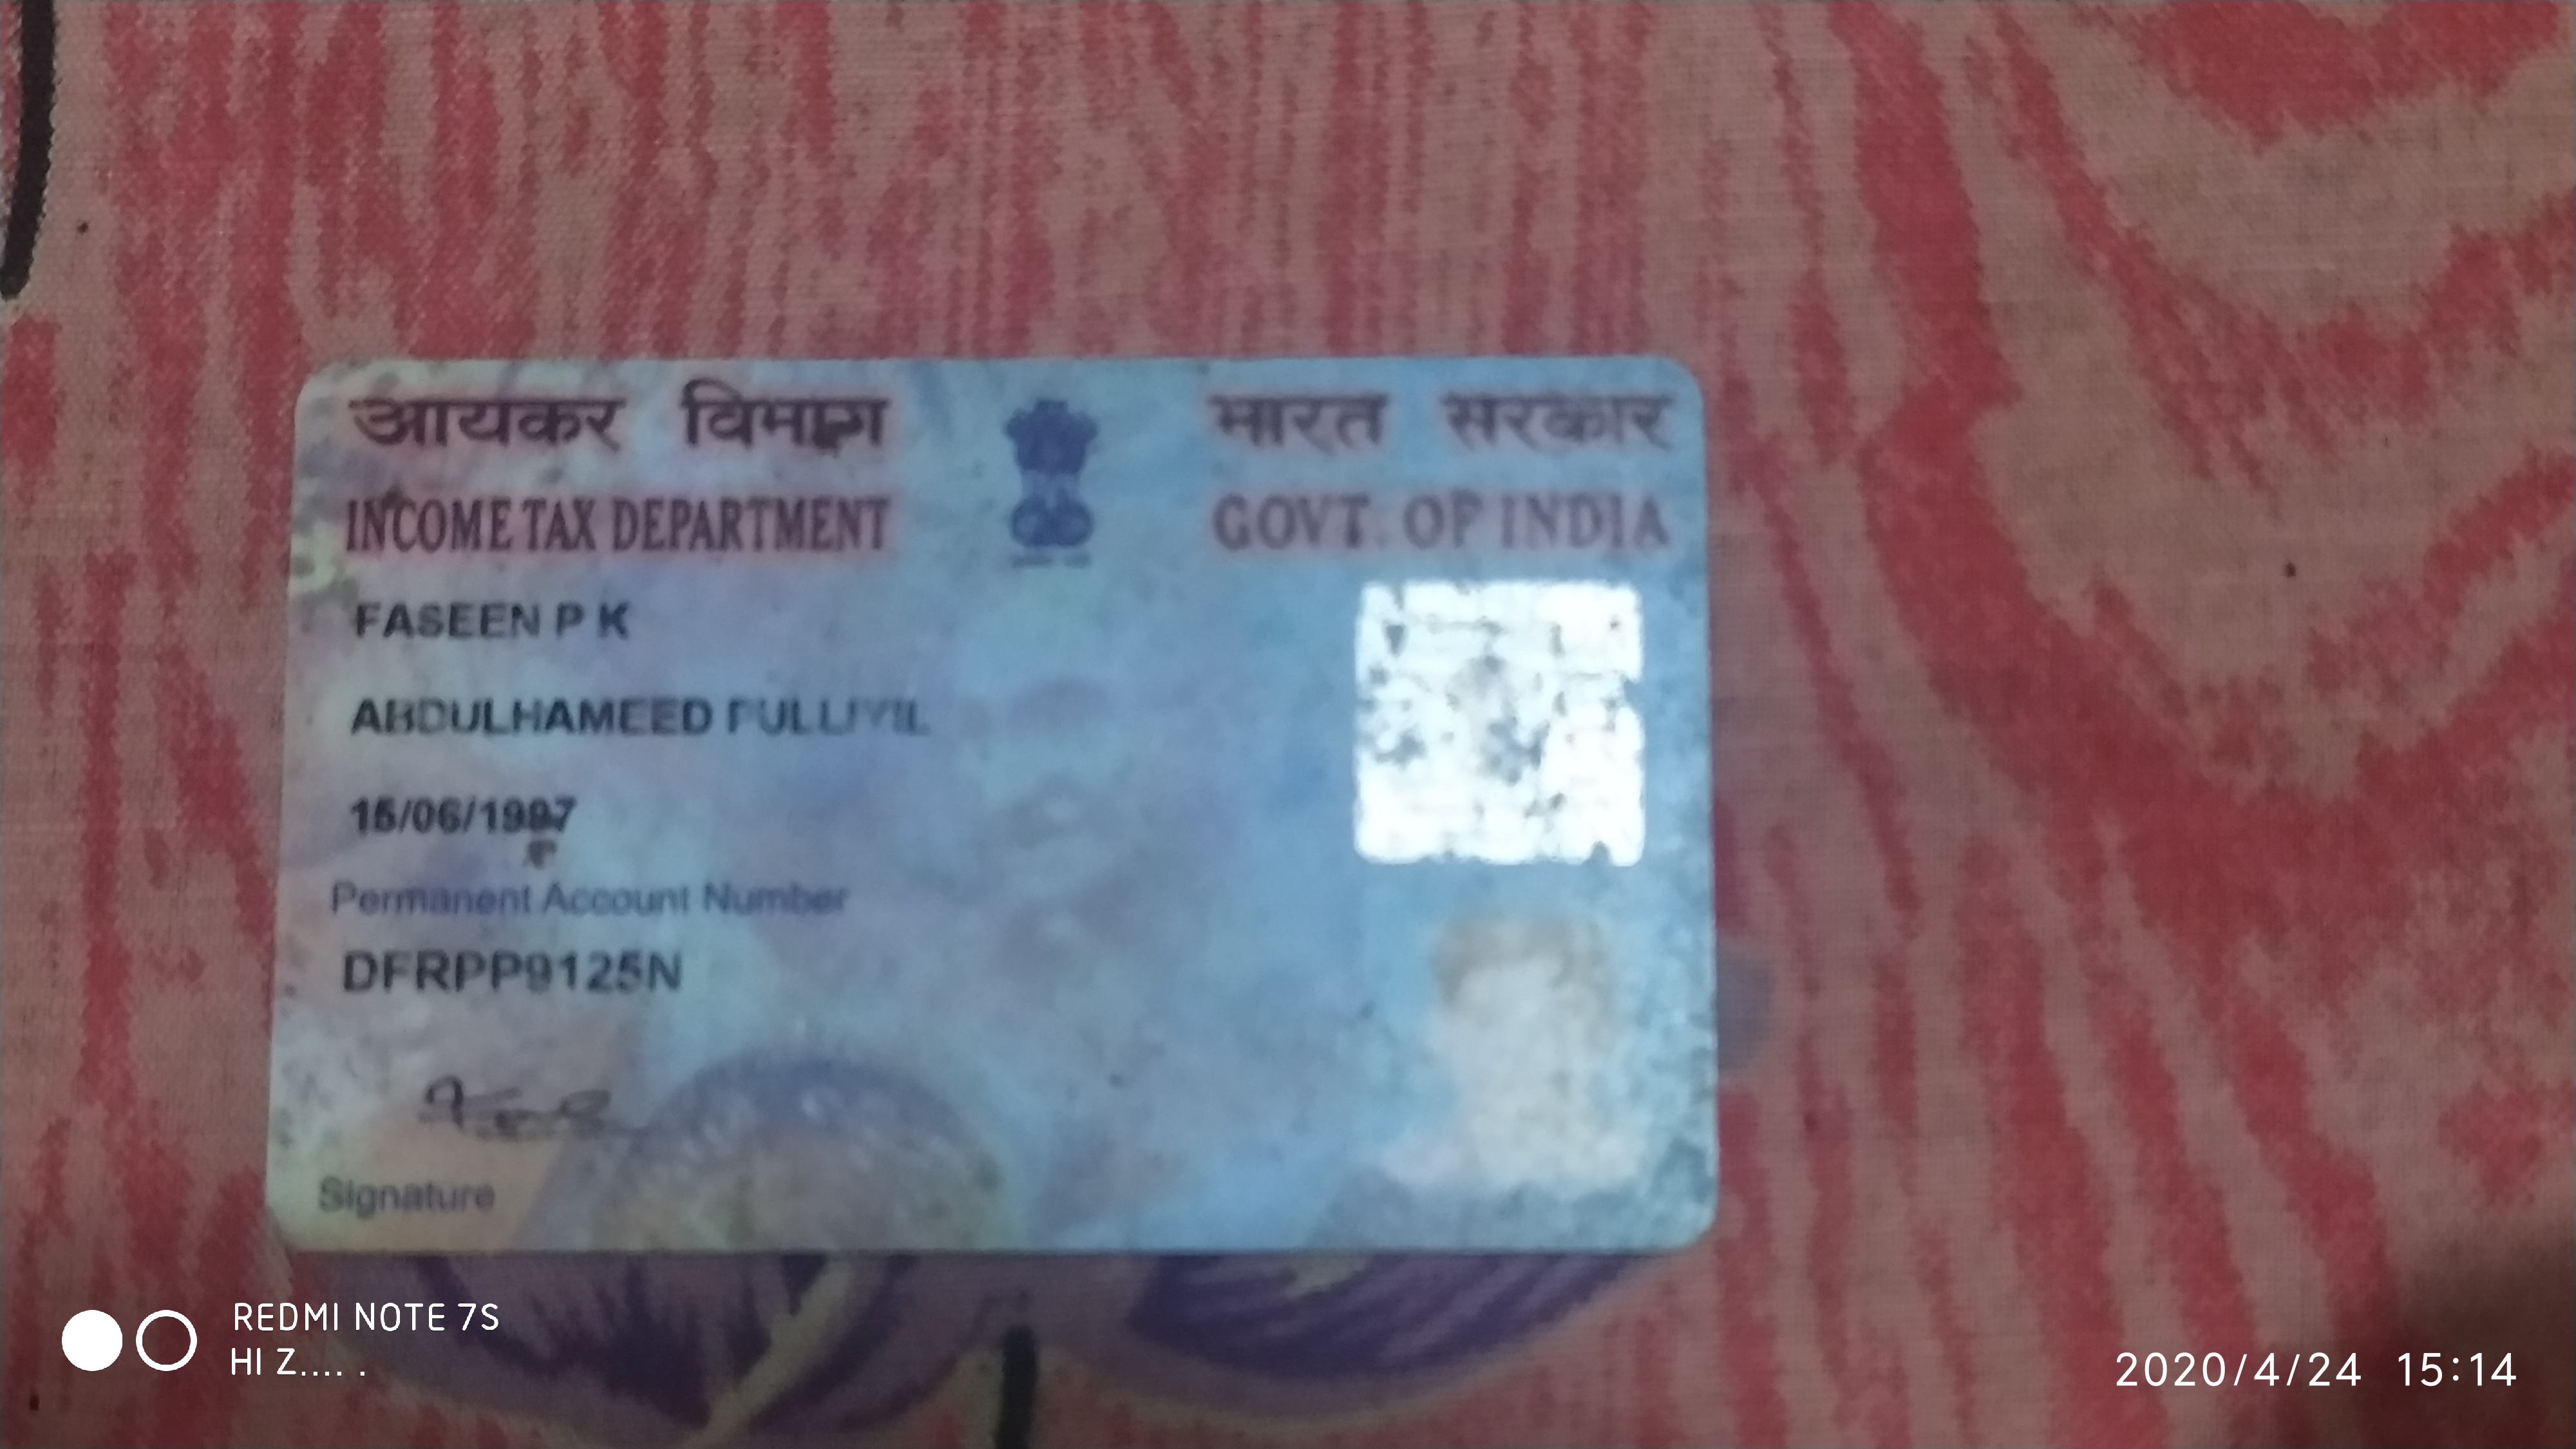 आयकर विभाग
भारत सरकार
INCOME TAX DEPARTMENT
GOVT. OF INDIA
FASEEN P K
ABDULHAMEED PULLIYIL
15/06/1997
Permanent Account Number
DFRPP9125N
Signature
REDMI NOTE 7S
HI Z.... .
2020/4/24 15:14